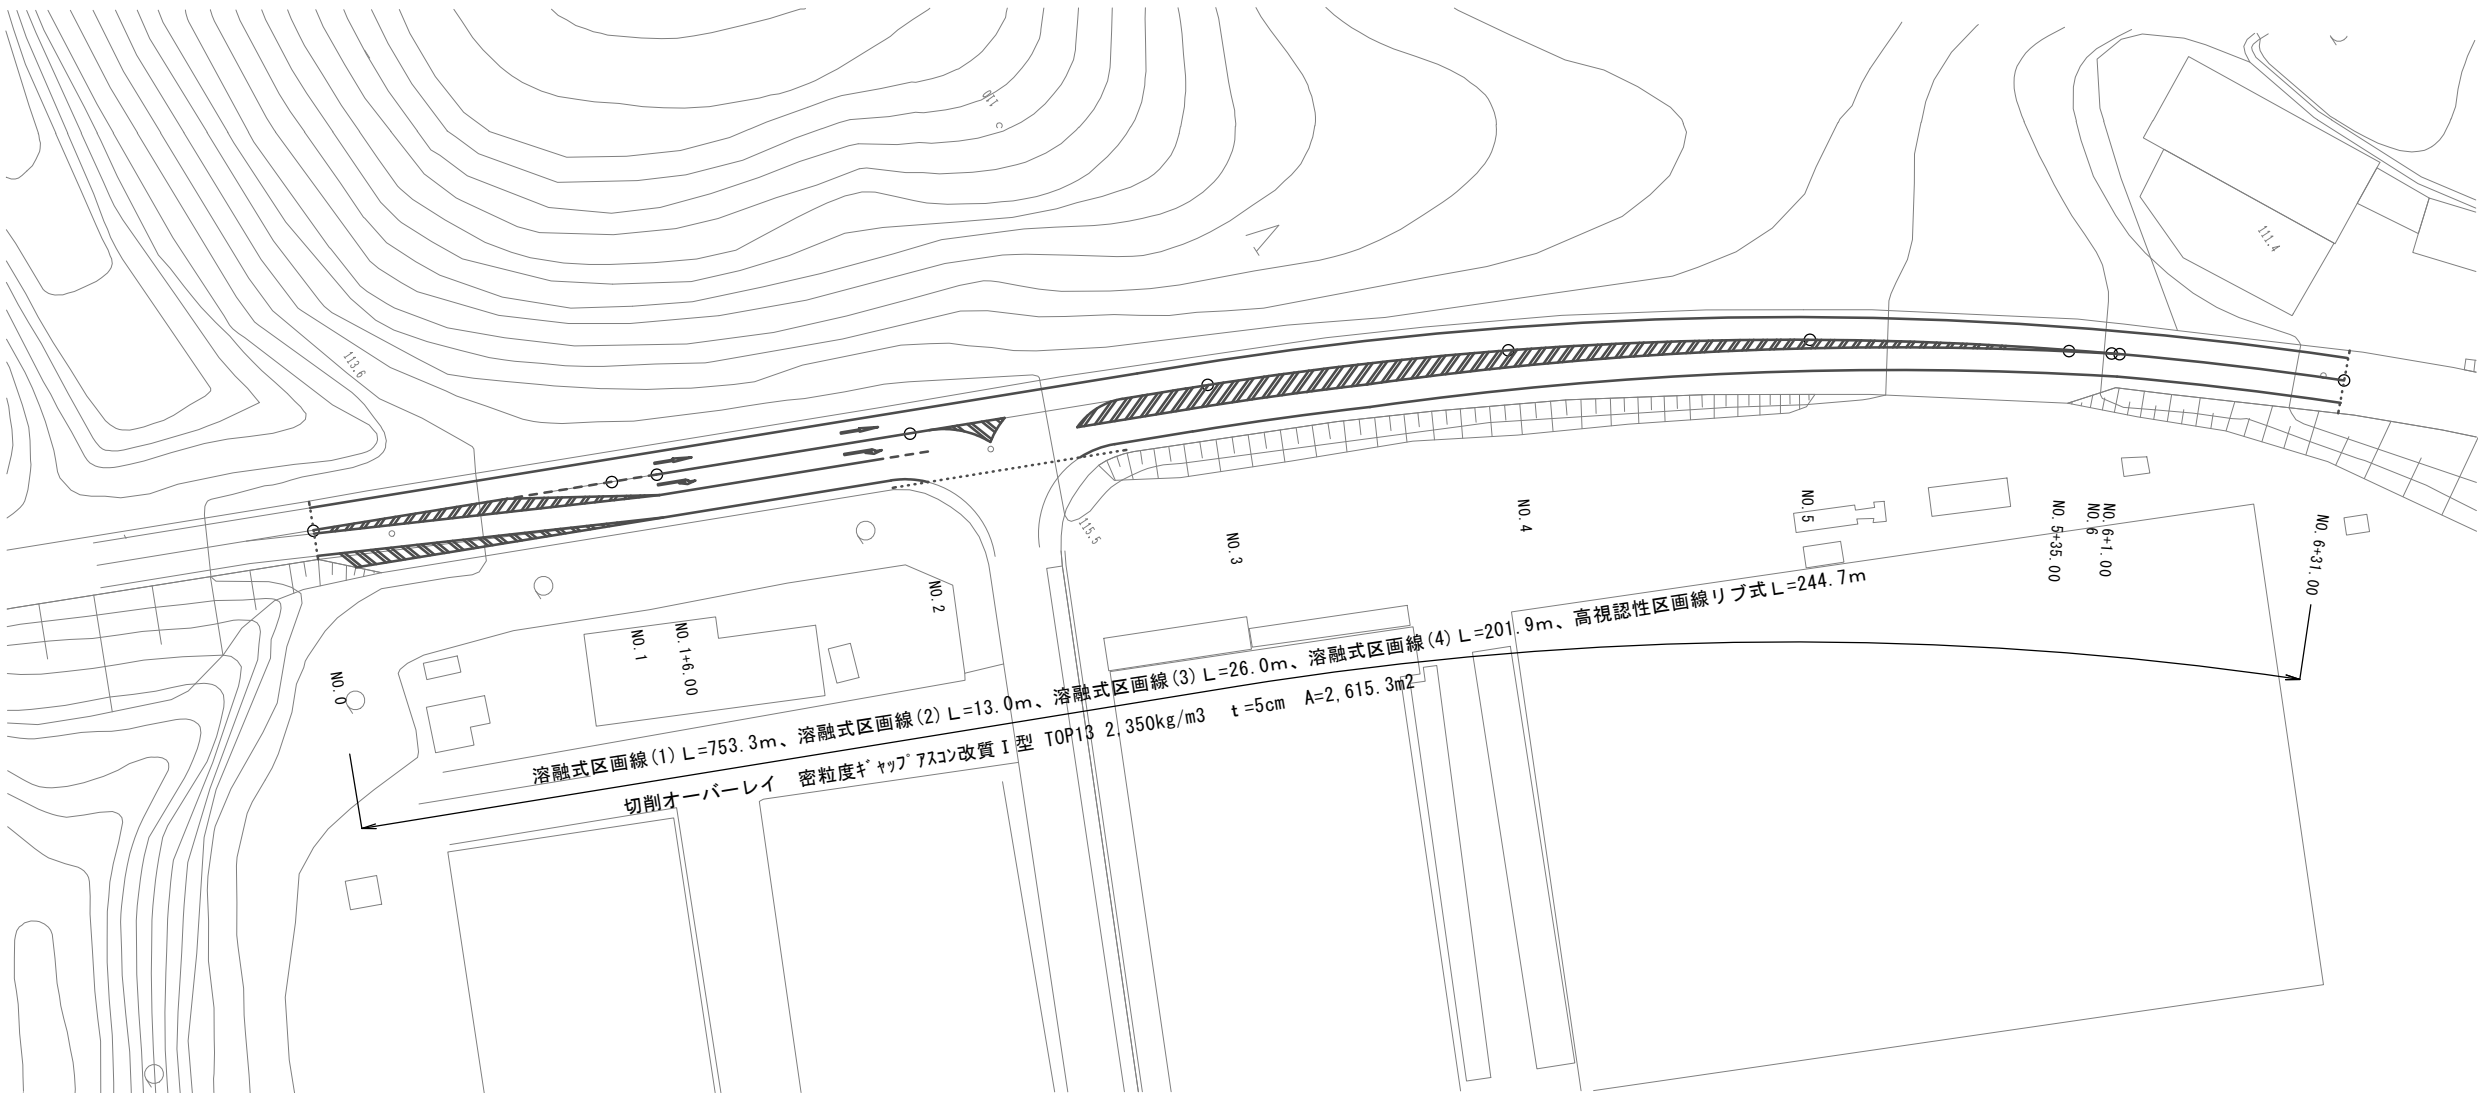 110
111.4
113.6
115.5
NO.0
NO.1
NO.1+6.00
NO.2
NO.3
NO.4
NO.5
NO.5+35.00
NO.6
NO.6+1.00
NO.6+31.00
溶融式区画線(1)Ｌ=753.3ｍ、溶融式区画線(2)Ｌ=13.0ｍ、溶融式区画線(3)Ｌ=26.0ｍ、溶融式区画線(4)Ｌ=201.9ｍ、高視認性区画線リブ式Ｌ=244.7ｍ
切削オーバーレイ　密粒度ｷﾞｬｯﾌﾟｱｽｺﾝ改質Ⅰ型 TOP13 2,350kg/m3　ｔ=5cm　A=2,615.3m2